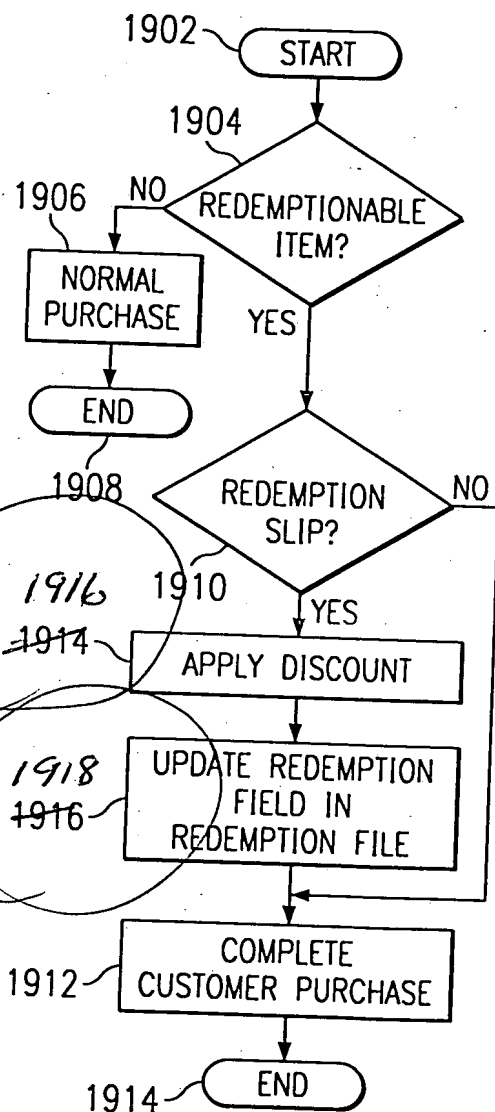 1902
START
1904
REDEMPTIONABLE
ITEM?
NO
1906
NORMAL
PURCHASE
YES
END
1908
REDEMPTION
SLIP?
NO
1910
YES
1916
1914
APPLY DISCOUNT
1918
1916
UPDATE REDEMPTION
FIELD IN
REDEMPTION FILE
1912
COMPLETE
CUSTOMER PURCHASE
1914
END